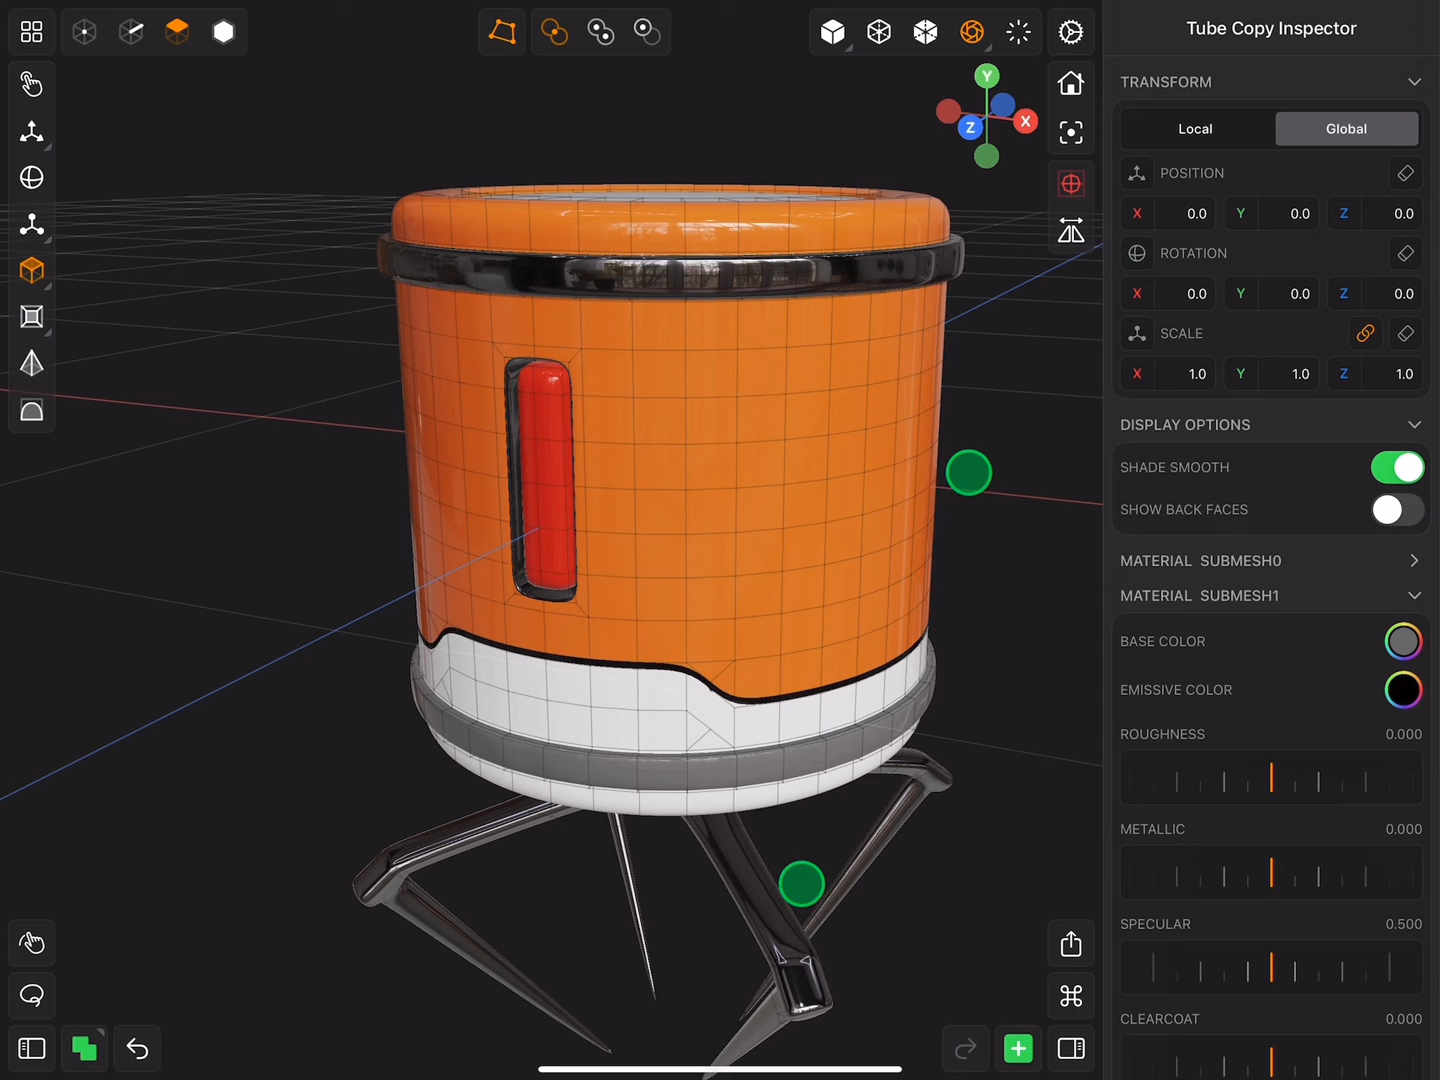 Tube Copy Inspector
TRANSFORM
Local Global
POSITION
X 0.0 Y 0.0 Z 0.0
ROTATION
X 0.0 Y 0.0 Z 0.0
SCALE
X 1.0 Y 1.0 Z 1.0
DISPLAY OPTIONS
SHADE SMOOTH
SHOW BACK FACES
MATERIAL SUBMESH0
MATERIAL SUBMESH1
BASE COLOR
EMISSIVE COLOR
ROUGHNESS 0.000
METALLIC 0.000
SPECULAR 0.500
CLEARCOAT 0.000
Y
X
Z